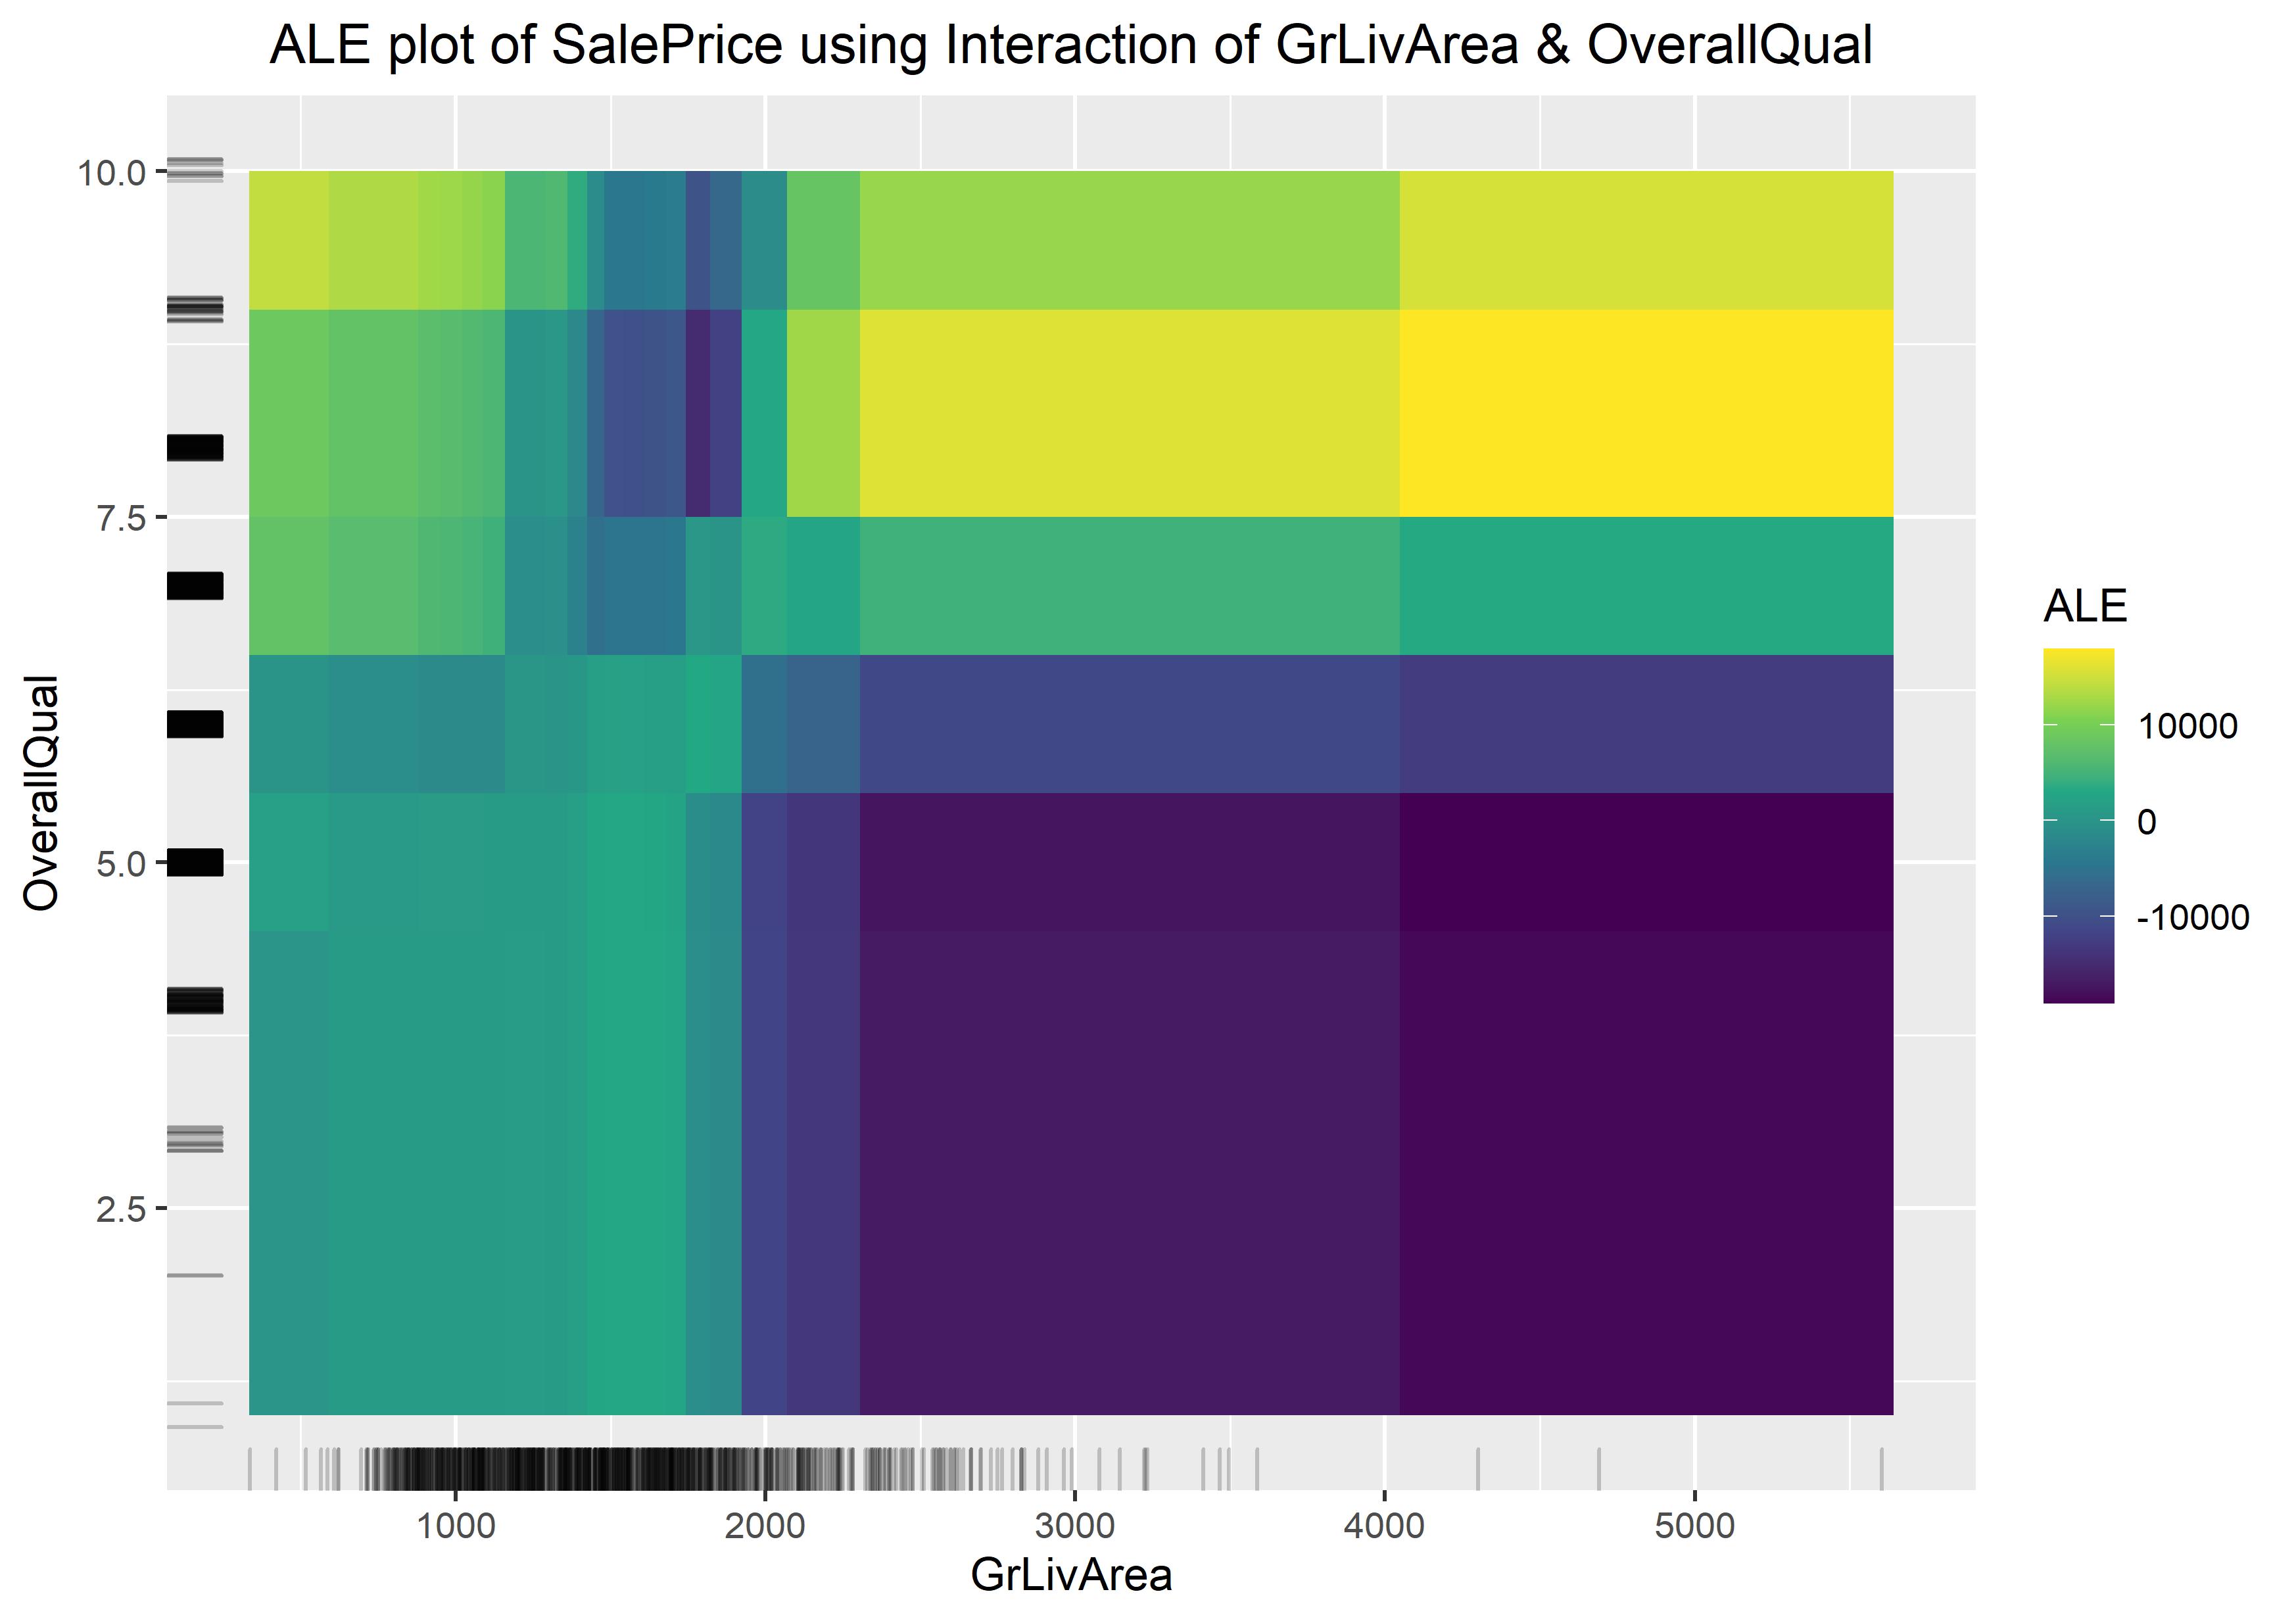 ALE plot of SalePrice using Interaction of GrLivArea & OverallQual
10.0
7.5
5.0
2.5
OverallQual
1000 2000 3000 4000 5000
GrLivArea
ALE
10000
0
-10000